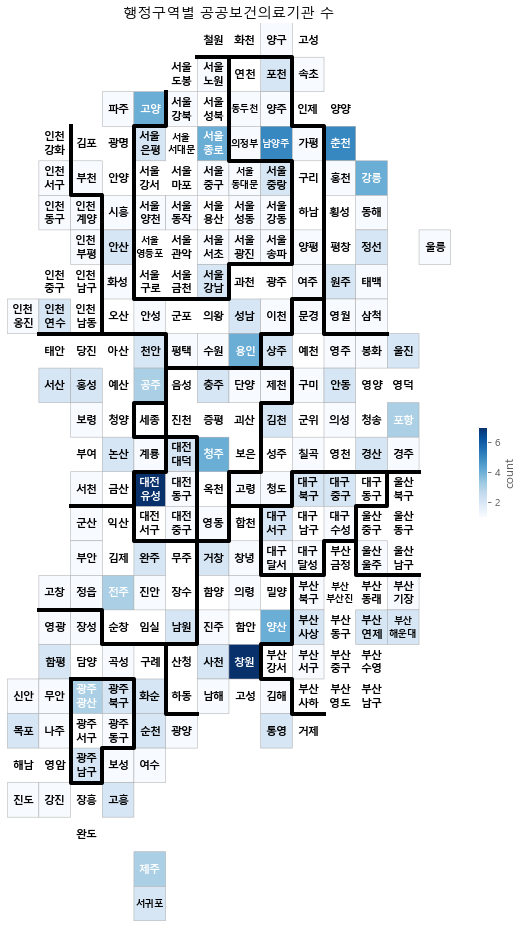 행정구역별 공공보건의료기관 수
철원 화천 양구 고성
서울 서울 연천 포천 속초
도봉 노원
파주 고양 서울 서울 동두천 양주 인제 양양
강북 성북
인천 김포 광명 서울 서울 서울 의정부 남양주 가평 춘천
강화 은평 서대문 종로
인천 부천 안양 서울 서울 서울 서울 서울 구리 홍천 강릉
서구 강서 마포 중구 동대문 중랑
인천 인천 시흥 서울 서울 서울 서울 서울 하남 횡성 동해
동구 계양 양천 동작 용산 성동 강동
인천 안산 서울 서울 서울 서울 서울 양평 평창 정선 울릉
부평 영등포 관악 서초 광진 송파
인천 인천 화성 서울 서울 서울 과천 광주 여주 원주 태백
중구 남구 구로 금천 강남
인천 인천 인천 오산 안성 군포 의왕 성남 이천 문경 영월 삼척
옹진 연수 남동
태안 당진 아산 천안 평택 수원 용인 상주 예천 영주 봉화 울진
서산 홍성 예산 공주 음성 충주 단양 제천 구미 안동 영양 영덕
보령 청양 세종 진천 증평 괴산 김천 군위 의성 청송 포항
부여 논산 계룡 대전 청주 보은 성주 칠곡 영천 경산 경주
대덕
서천 금산 대전 대전 옥천 고령 청도 대구 대구 대구 울산
유성 동구 북구 중구 동구 북구
군산 익산 대전 대전 영동 합천 대구 대구 대구 울산 울산
서구 중구 서구 남구 수성 중구 동구
부안 김제 완주 무주 거창 창녕 대구 대구 부산 울산 울산
달서 달성 금정 울주 남구
고창 정읍 전주 진안 장수 함양 의령 밀양 부산 부산 부산 부산
북구 부산진 동래 기장
영광 장성 순창 임실 남원 진주 함안 양산 부산 부산 부산 부산
사상 동구 연제 해운대
함평 담양 곡성 구례 산청 사천 창원 부산 부산 부산 부산
강서 서구 중구 수영
신안 무안 광주 광주 화순 하동 남해 고성 김해 부산 부산 부산
광산 북구 사하 영도 남구
목포 나주 광주 광주 순천 광양 통영 거제
서구 동구
해남 영암 광주 보성 여수
남구
진도 강진 장흥 고흥
완도
제주
서귀포
6
4
2
count